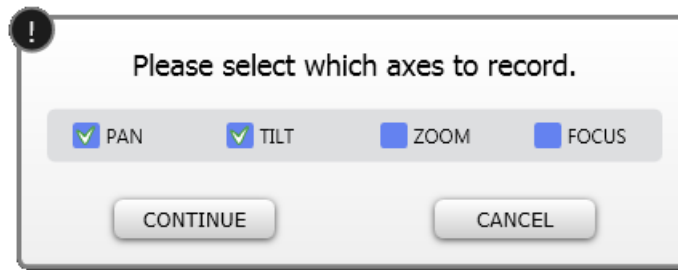 !
Please select which axes to record.
PAN TILT ZOOM FOCUS
CONTINUE CANCEL